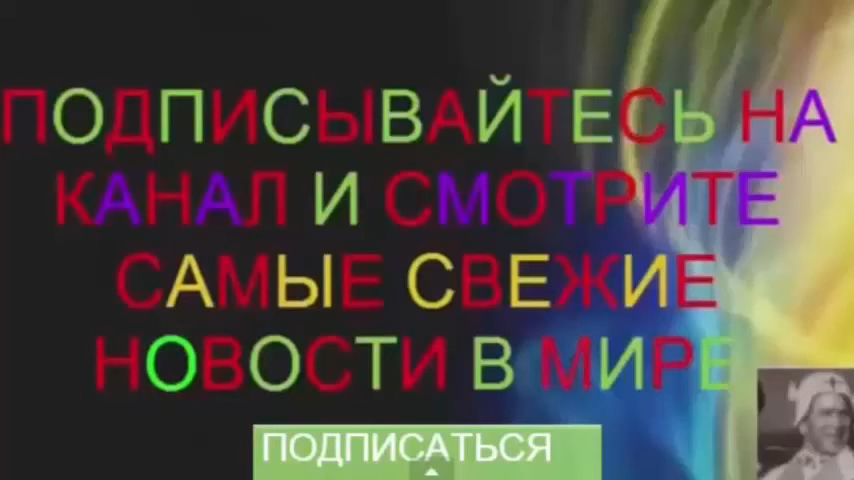 ПОДПИСЫВАЙТЕСЬ НА
КАНАЛ И СМОТРИТЕ
САМЫЕ СВЕЖИЕ
НОВОСТИ В МИРЕ
ПОДПИСАТЬСЯ